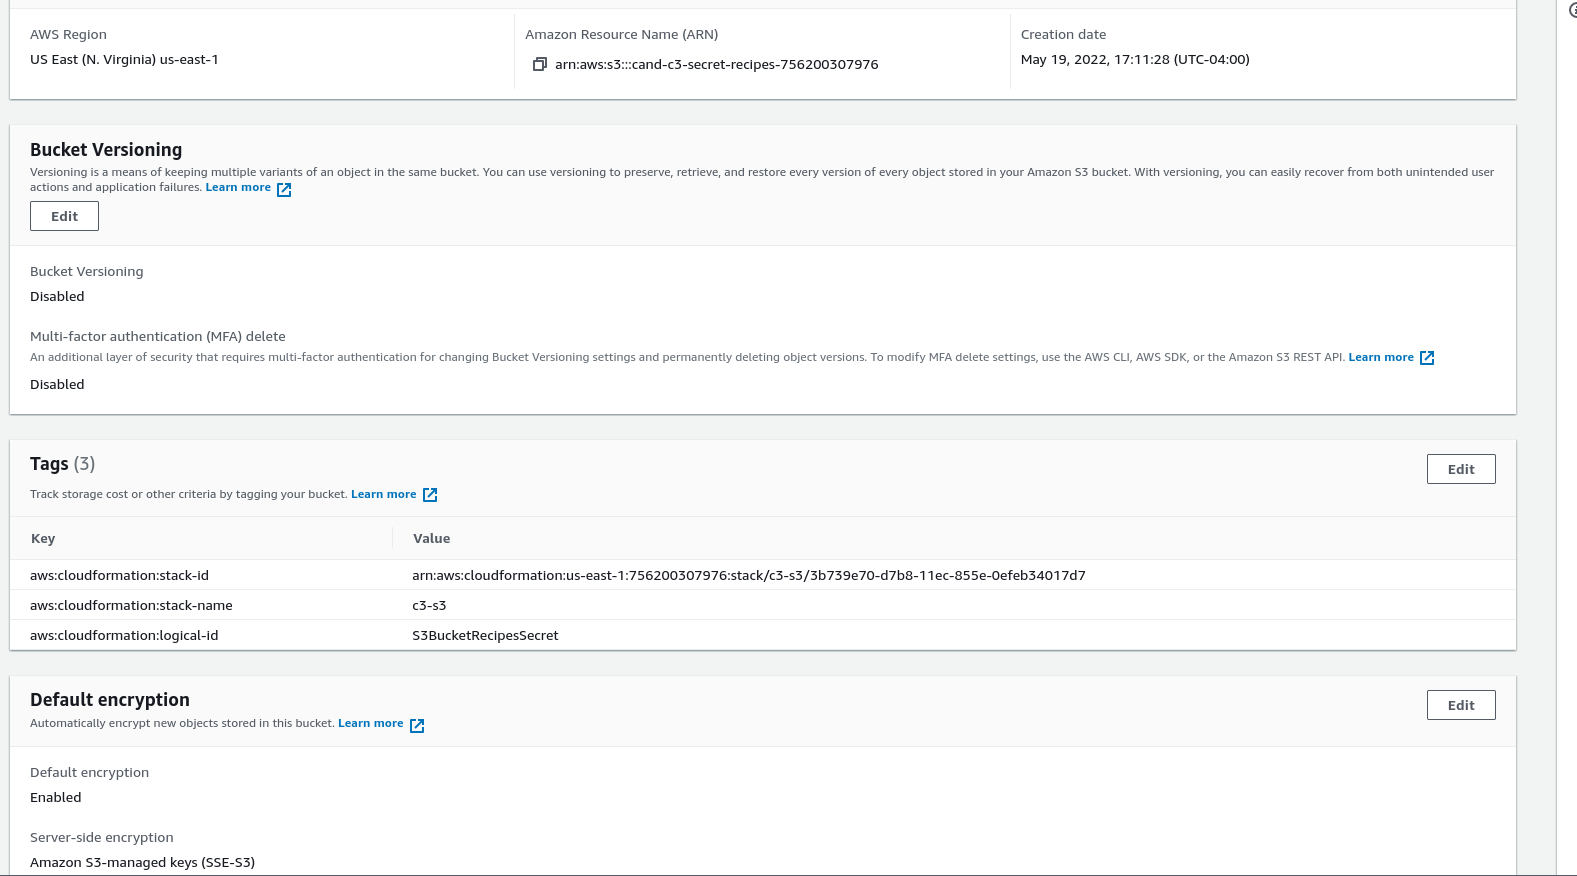 AWS Region
US East (N. Virginia) us-east-1
Amazon Resource Name (ARN)
arn:aws:s3:::cand-c3-secret-recipes-756200307976
Creation date
May 19, 2022, 17:11:28 (UTC-04:00)
Bucket Versioning
Versioning is a means of keeping multiple variants of an object in the same bucket. You can use versioning to preserve, retrieve, and restore every version of every object stored in your Amazon S3 bucket. With versioning, you can easily recover from both unintended user
actions and application failures. Learn more
Edit
Bucket Versioning
Disabled
Multi-factor authentication (MFA) delete
An additional layer of security that requires multi-factor authentication for changing Bucket Versioning settings and permanently deleting object versions. To modify MFA delete settings, use the AWS CLI, AWS SDK, or the Amazon S3 REST API. Learn more
Disabled
Tags (3)
Edit
Track storage cost or other criteria by tagging your bucket. Learn more
Key Value
aws:cloudformation:stack-id arn:aws:cloudformation:us-east-1:756200307976:stack/c3-s3/3b739e70-d7b8-11ec-855e-0efeb34017d7
aws:cloudformation:stack-name c3-s3
aws:cloudformation:logical-id S3BucketRecipesSecret
Default encryption
Edit
Automatically encrypt new objects stored in this bucket. Learn more
Default encryption
Enabled
Server-side encryption
Amazon S3-managed keys (SSE-S3)